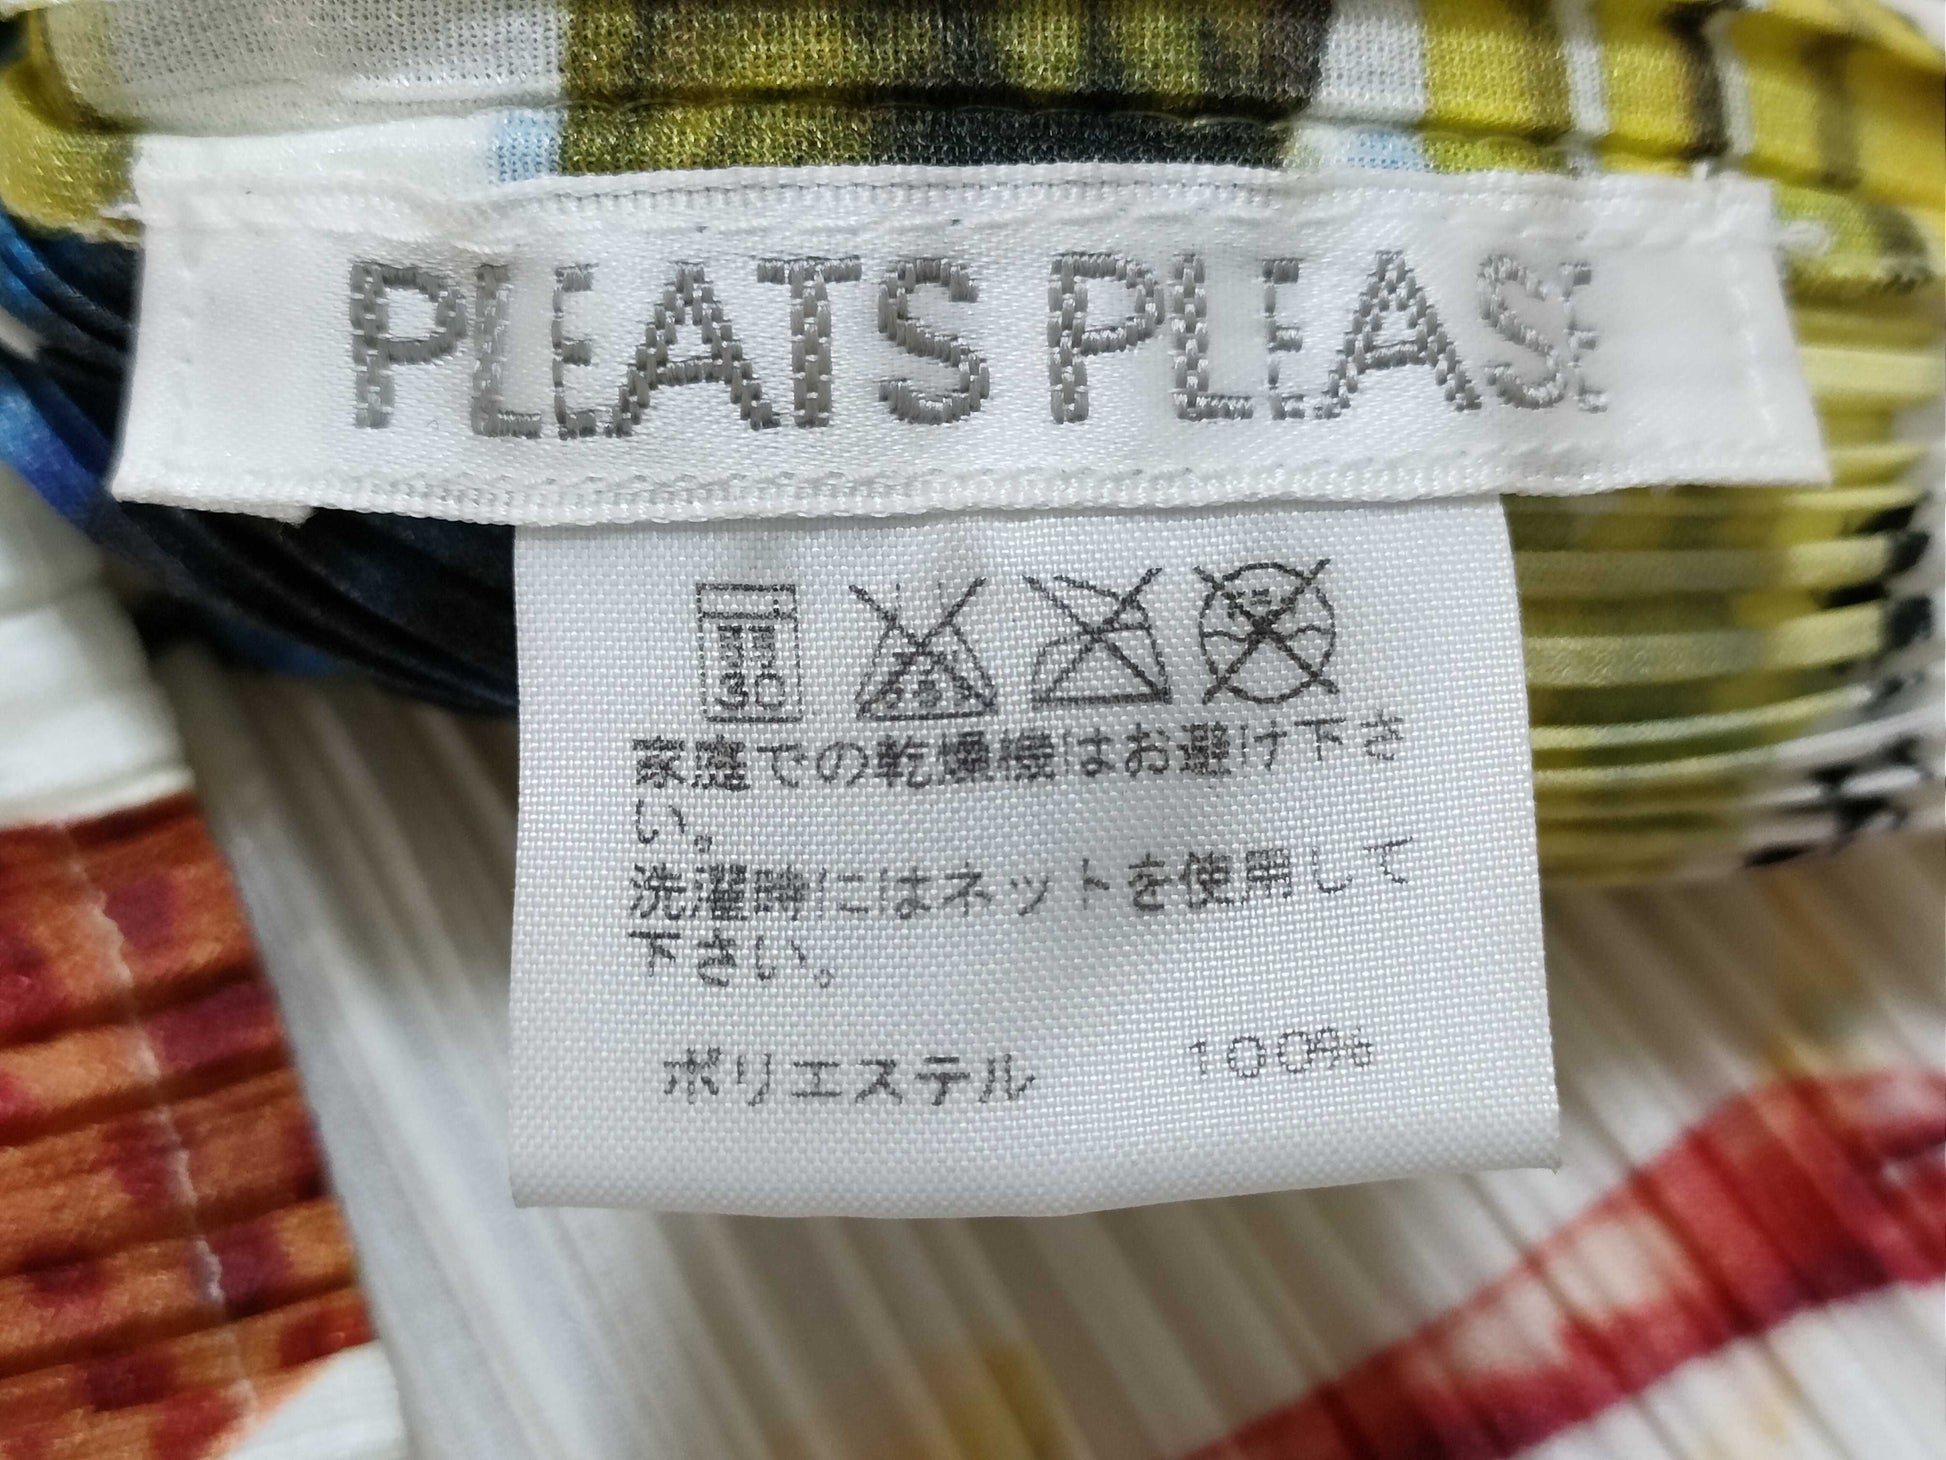 PLEATS PLEASE
30
家庭での乾燥機はお避け下さ
い。
洗濯時にはネットを使用して
下さい。
ポリエステル 100%